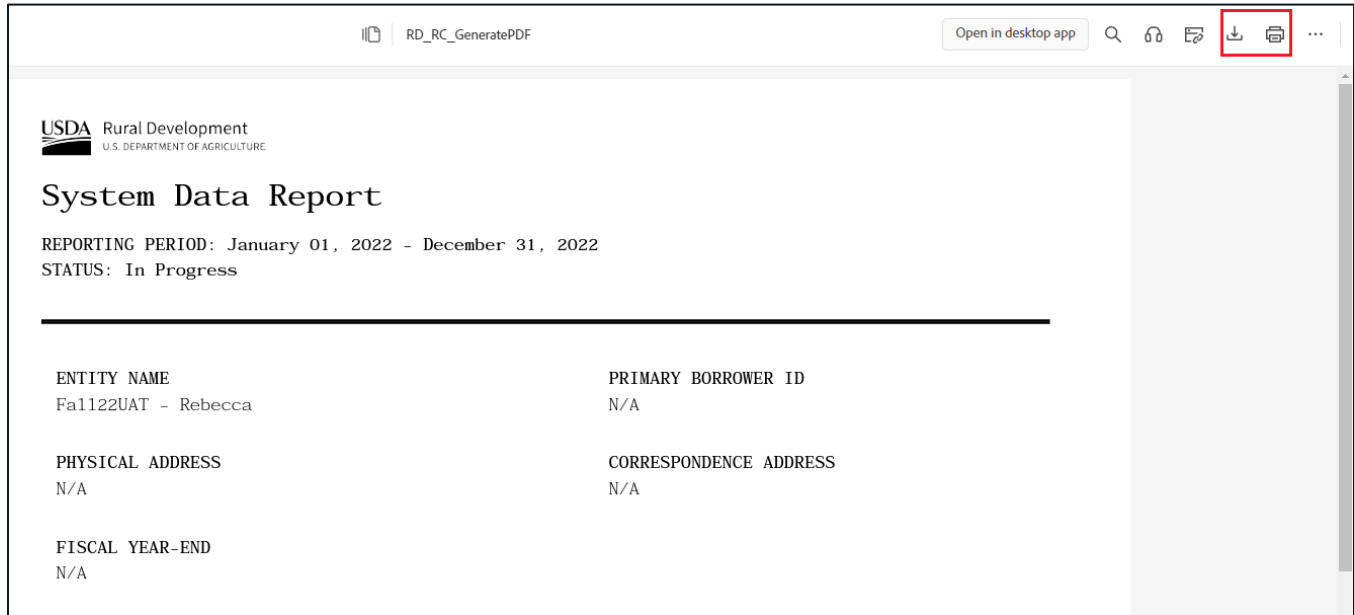 RD_RC_GeneratePDF
Open in desktop app
USDA Rural Development
U.S. DEPARTMENT OF AGRICULTURE
System Data Report
REPORTING PERIOD: January 01, 2022 - December 31, 2022
STATUS: In Progress
ENTITY NAME
Fall22UAT - Rebecca
PRIMARY BORROWER ID
N/A
PHYSICAL ADDRESS
N/A
CORRESPONDENCE ADDRESS
N/A
FISCAL YEAR-END
N/A